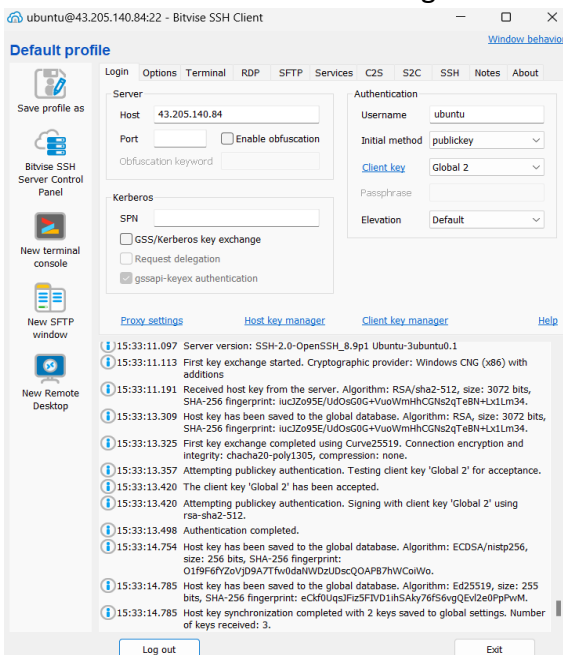 ubuntu@43.205.140.84:22 - Bitvise SSH Client
Default profile
Window behavior
Save profile as
Bitvise SSH
Server Control
Panel
New terminal
console
New SFTP
window
New Remote
Desktop
Login Options Terminal RDP SFTP Services C2S S2C SSH Notes About
Server
Host 43.205.140.84
Port Enable obfuscation
Obfuscation keyword
Kerberos
SPN
GSS/Kerberos key exchange
Request delegation
gssapi-keyex authentication
Authentication
Username ubuntu
Initial method publickey
Client key Global 2
Passphrase
Elevation Default
Proxy settings Host key manager Client key manager Help
15:33:11.097 Server version: SSH-2.0-OpenSSH_8.9p1 Ubuntu-3ubuntu0.1
15:33:11.113 First key exchange started. Cryptographic provider: Windows CNG (x86) with
additions
15:33:11.191 Received host key from the server. Algorithm: RSA/sha2-512, size: 3072 bits,
SHA-256 fingerprint: iucJZo95E/UdOsG0G+VuoWmHhCGNs2qTeBN+Lx1Lm34.
15:33:13.309 Host key has been saved to the global database. Algorithm: RSA, size: 3072 bits,
SHA-256 fingerprint: iucJZo95E/UdOsG0G+VuoWmHhCGNs2qTeBN+Lx1Lm34.
15:33:13.325 First key exchange completed using Curve25519. Connection encryption and
integrity: chacha20-poly1305, compression: none.
15:33:13.357 Attempting publickey authentication. Testing client key 'Global 2' for acceptance.
15:33:13.420 The client key 'Global 2' has been accepted.
15:33:13.420 Attempting publickey authentication. Signing with client key 'Global 2' using
rsa-sha2-512.
15:33:13.498 Authentication completed.
15:33:14.754 Host key has been saved to the global database. Algorithm: ECDSA/nistp256,
size: 256 bits, SHA-256 fingerprint:
O1f9F6fYZoVjD9A7Tfw0daNWDzUDscQOAPB7hWCoiWo.
15:33:14.785 Host key has been saved to the global database. Algorithm: Ed25519, size: 255
bits, SHA-256 fingerprint: eCkf0UqsJFiz5FIVD1ihSAky76fS6vgQEvl2e0PpPwM.
15:33:14.785 Host key synchronization completed with 2 keys saved to global settings. Number
of keys received: 3.
Log out Exit